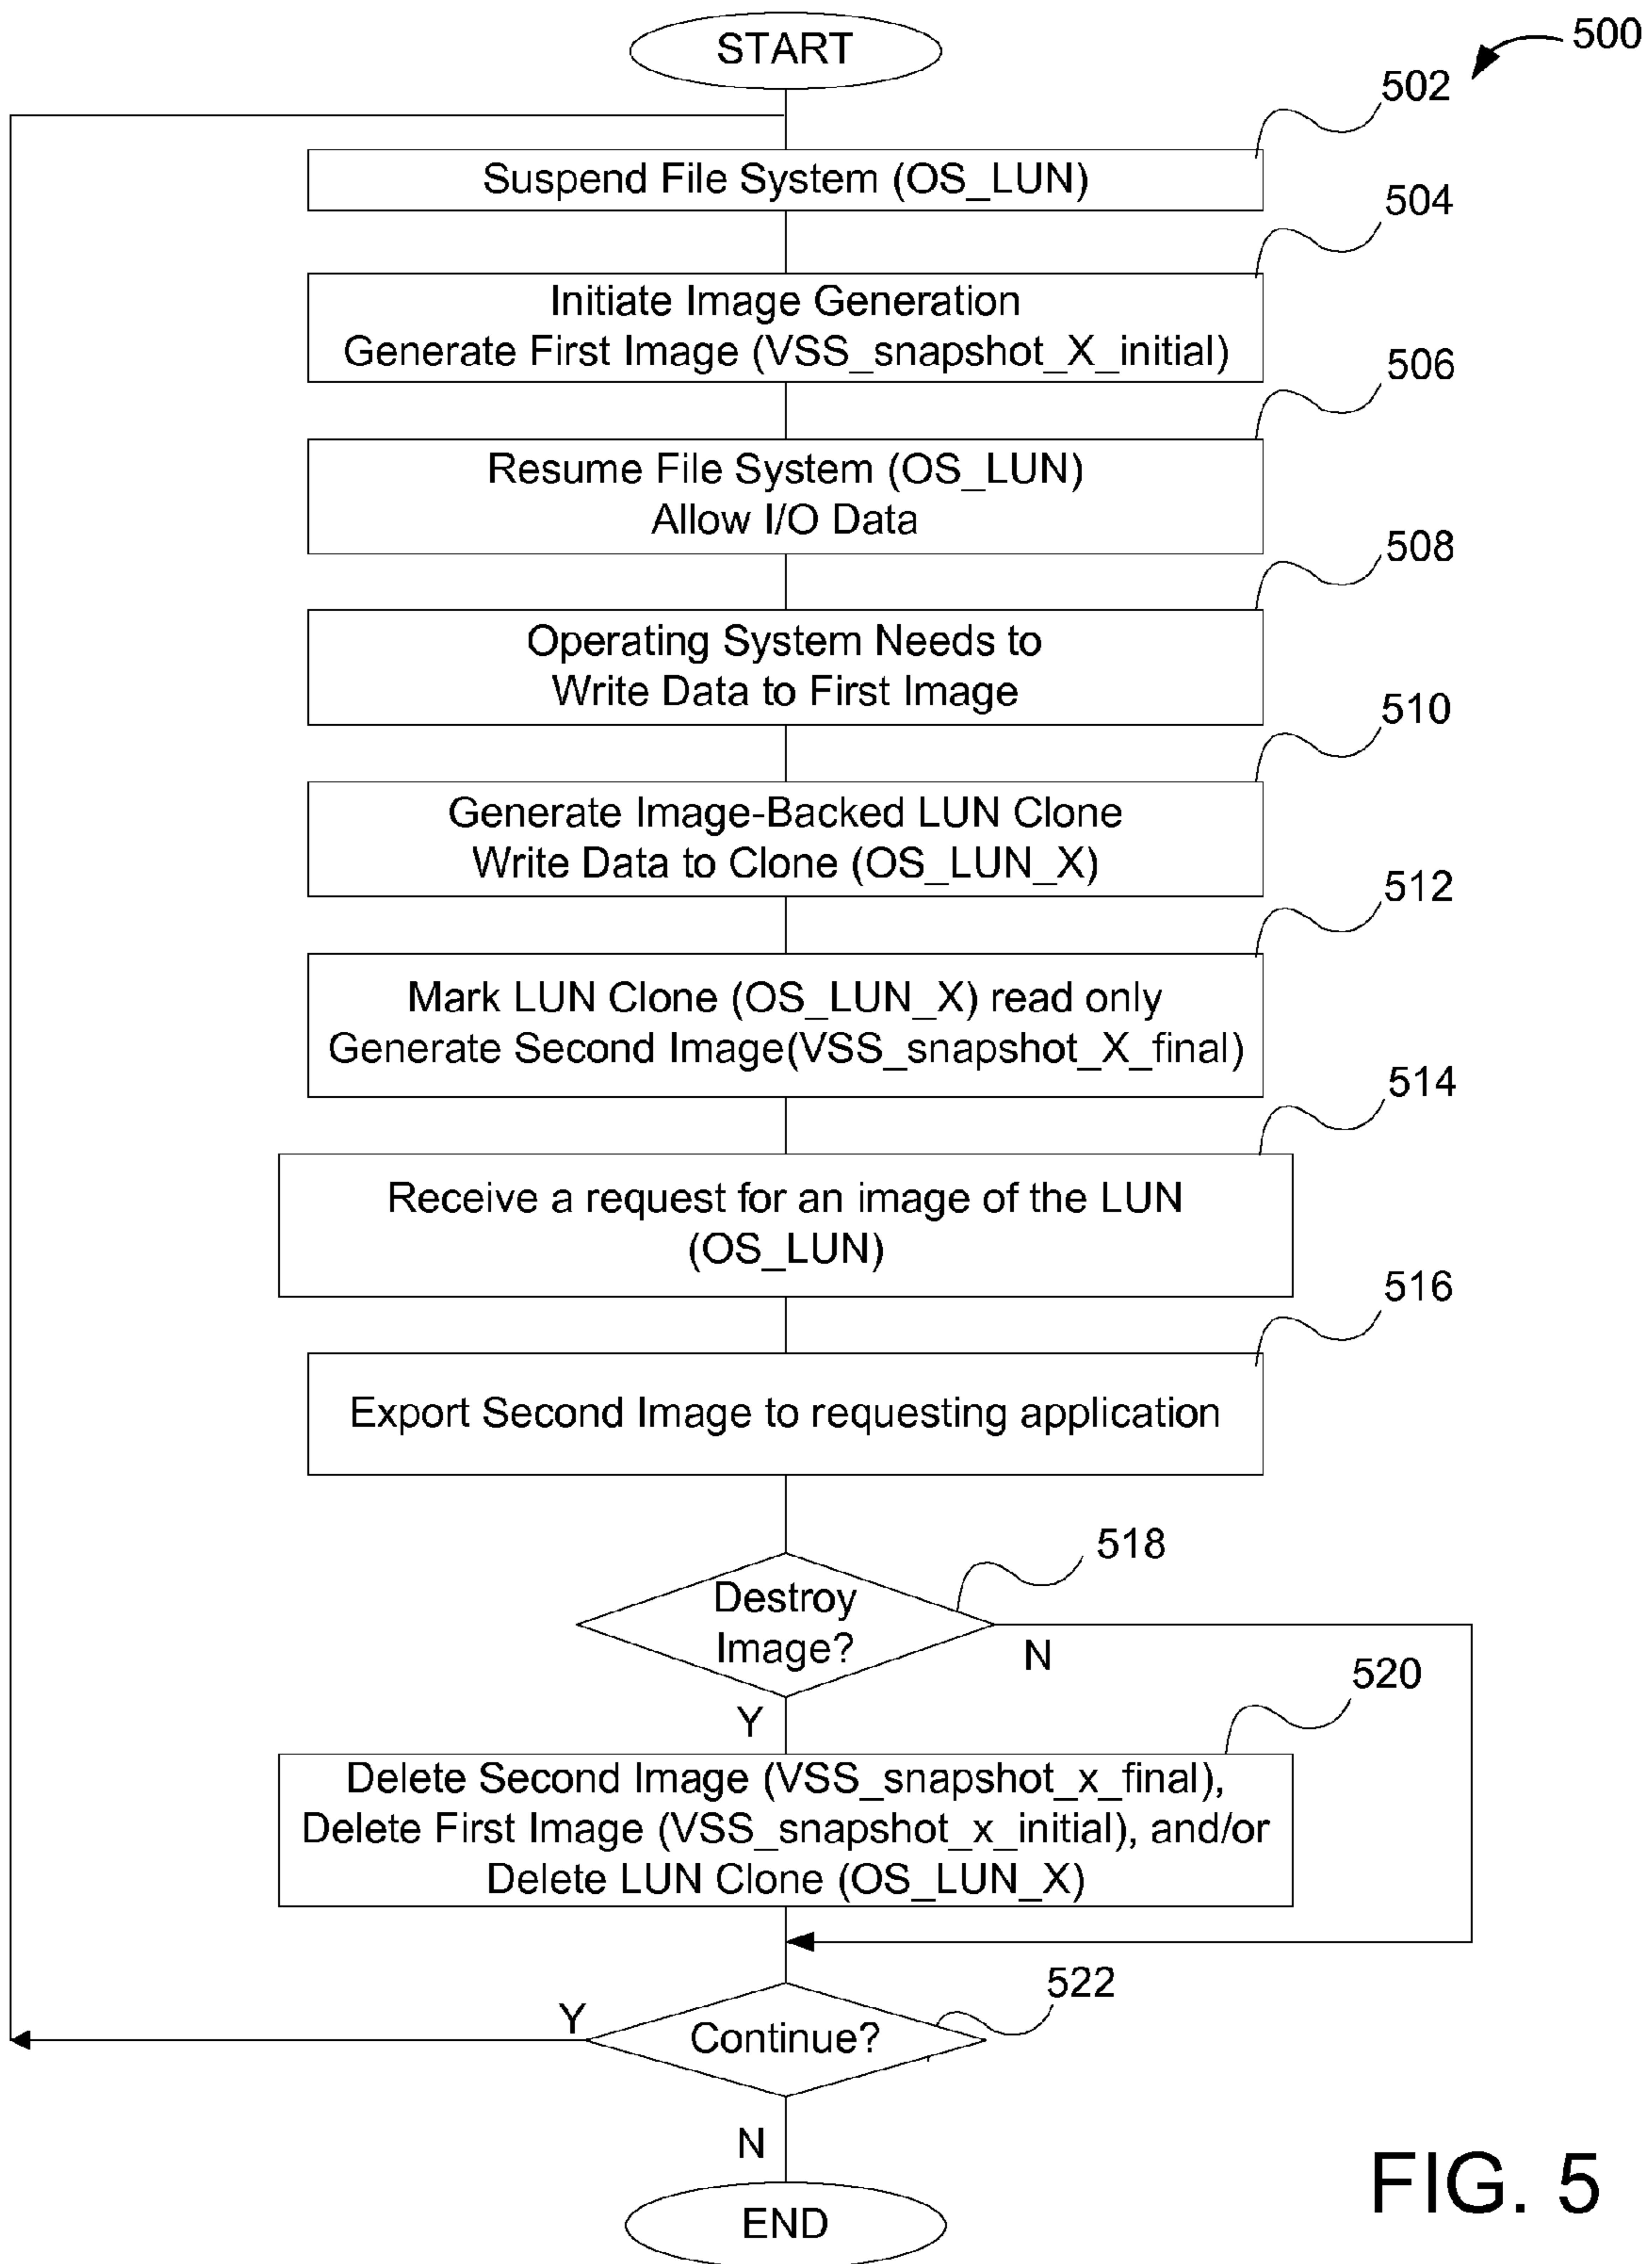 START
500
502
Suspend File System (OS_LUN)
504
Initiate Image Generation
Generate First Image (VSS_snapshot_X_initial)
506
Resume File System (OS_LUN)
Allow I/O Data
508
Operating System Needs to
Write Data to First Image
510
Generate Image-Backed LUN Clone
Write Data to Clone (OS_LUN_X)
512
Mark LUN Clone (OS_LUN_X) read only
Generate Second Image(VSS_snapshot_X_final)
514
Receive a request for an image of the LUN
(OS_LUN)
516
Export Second Image to requesting application
518
Destroy
Image?
N
Y
520
Delete Second Image (VSS_snapshot_x_final),
Delete First Image (VSS_snapshot_x_initial), and/or
Delete LUN Clone (OS_LUN_X)
522
Y
Continue?
N
END
FIG. 5